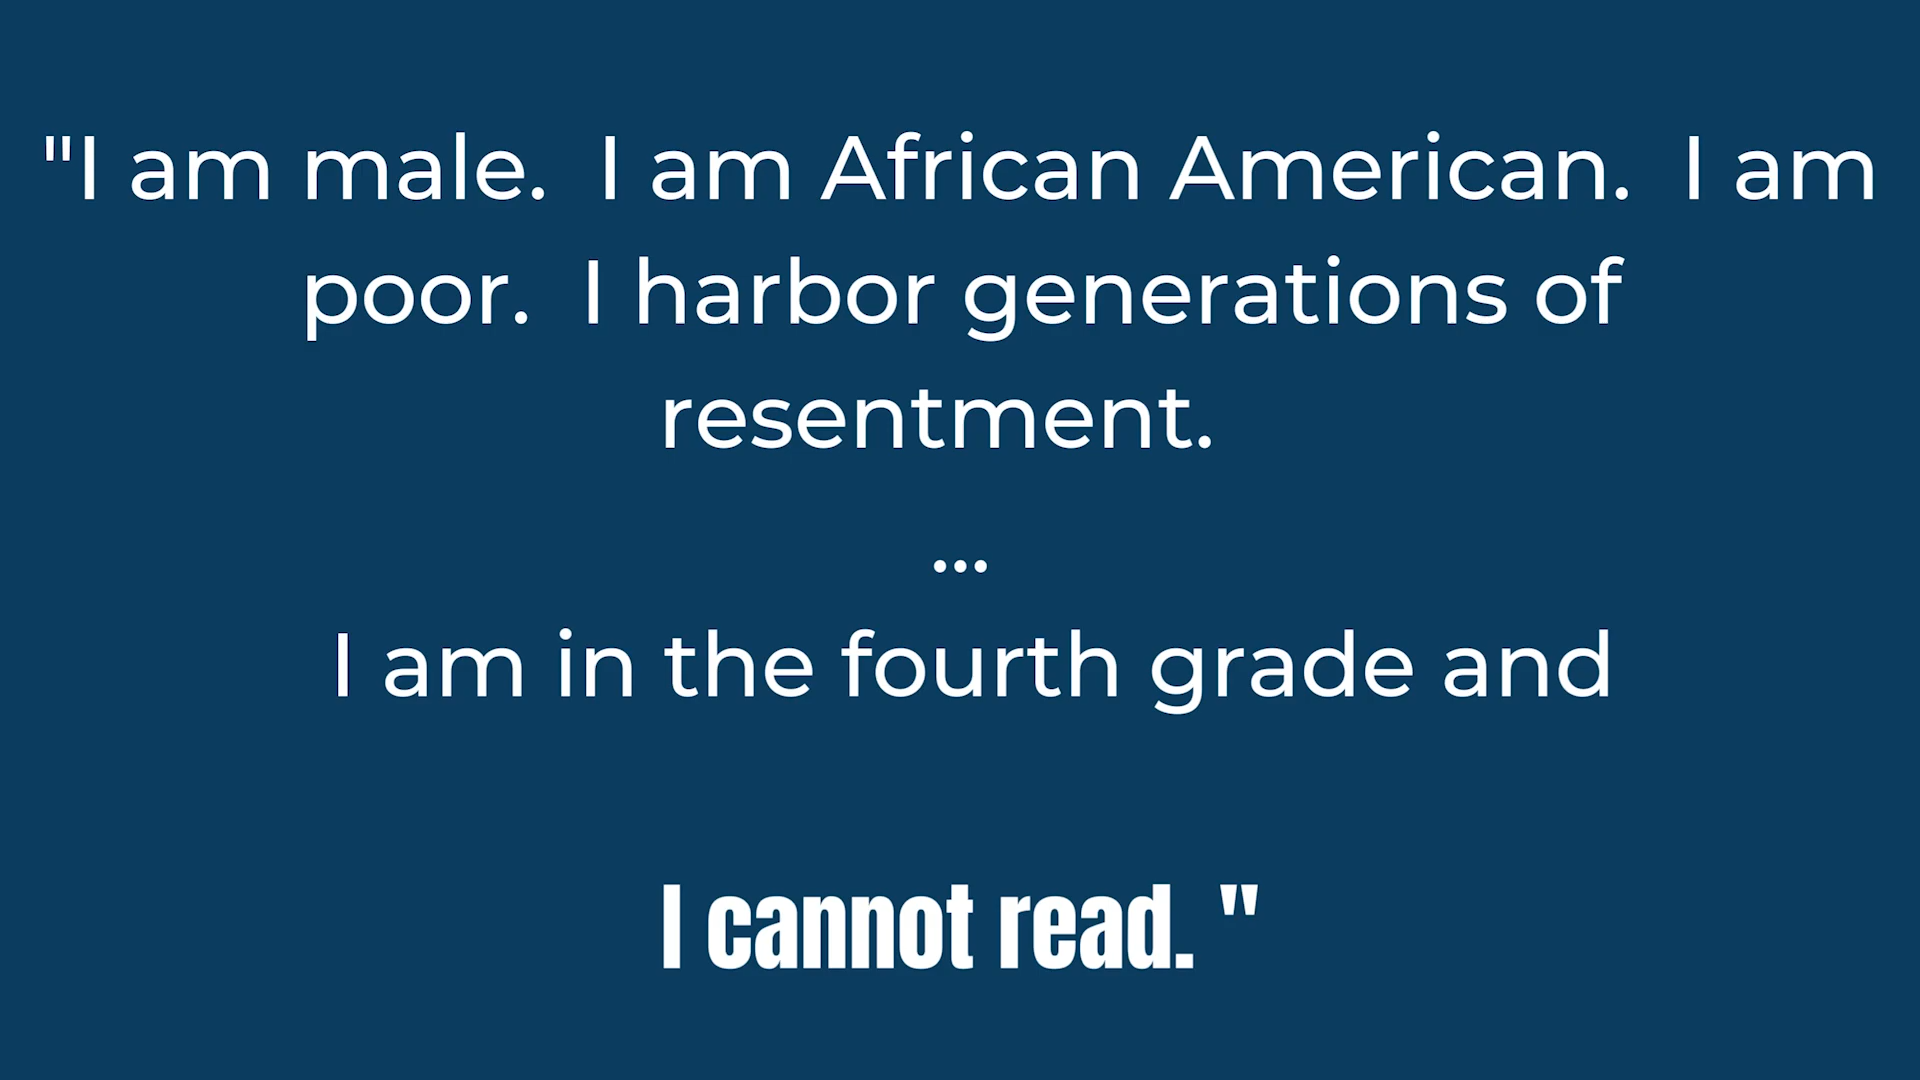 "I am male.  I am African American.  I am
poor.  I harbor generations of
resentment.
...
I am in the fourth grade and
I cannot read. "